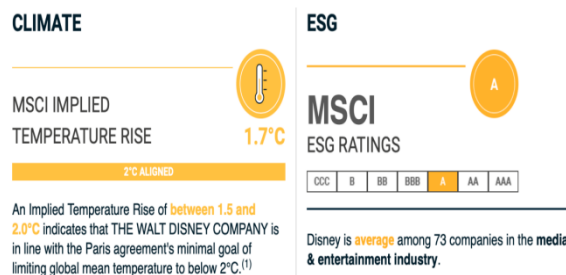 CLIMATE
MSCI IMPLIED
TEMPERATURE RISE
1.7°C
2°C ALIGNED
An Implied Temperature Rise of between 1.5 and
2.0°C indicates that THE WALT DISNEY COMPANY is
in line with the Paris agreement's minimal goal of
limiting global mean temperature to below 2°C.(1)
ESG
A
MSCI
ESG RATINGS
CCC B BB BBB A AA AAA
Disney is average among 73 companies in the media
& entertainment industry.